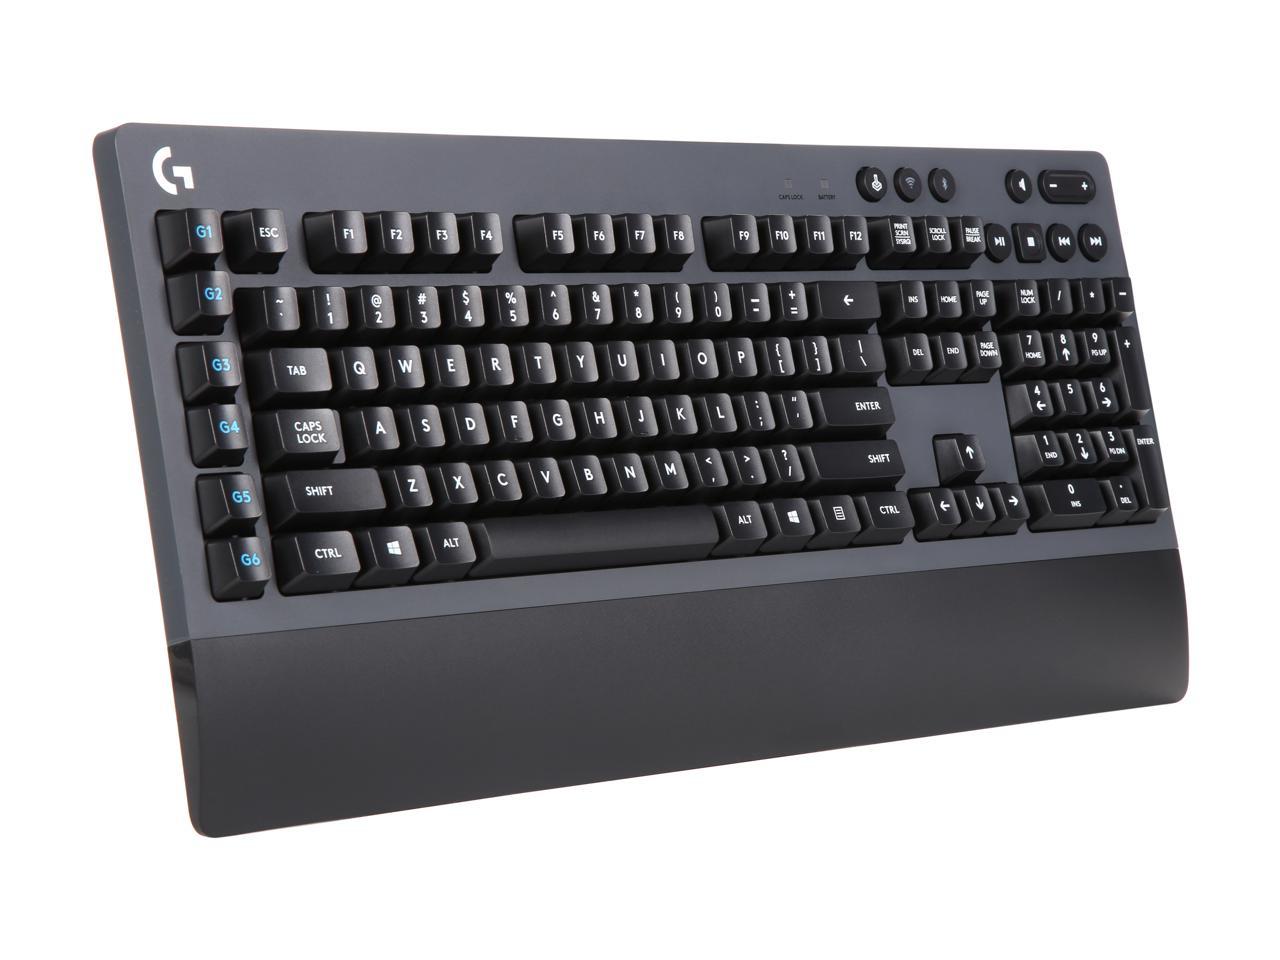 G
CAPS LOCK BATTERY
G1 ESC F1 F2 F3 F4 F5 F6 F7 F8 F9 F10 F11 F12 PRINT SCRN SYSRQ SCROLL LOCK PAUSE BREAK
G2 ~ ` ! 1 @ 2 # 3 $ 4 % 5 ^ 6 & 7 * 8 ( 9 ) 0 _ - + = ← INS HOME PAGE UP NUM LOCK / * -
G3 TAB Q W E R T Y U I O P { [ } ] | \ DEL END PAGE DOWN 7 HOME 8 ↑ 9 PG UP +
G4 CAPS LOCK A S D F G H J K L : ; " ' ENTER 4 ← 5 6 →
G5 SHIFT Z X C V B N M < , > . ? / SHIFT ↑ 1 END 2 ↓ 3 PG DN ENTER
G6 CTRL ALT ALT CTRL ← ↓ → 0 INS . DEL